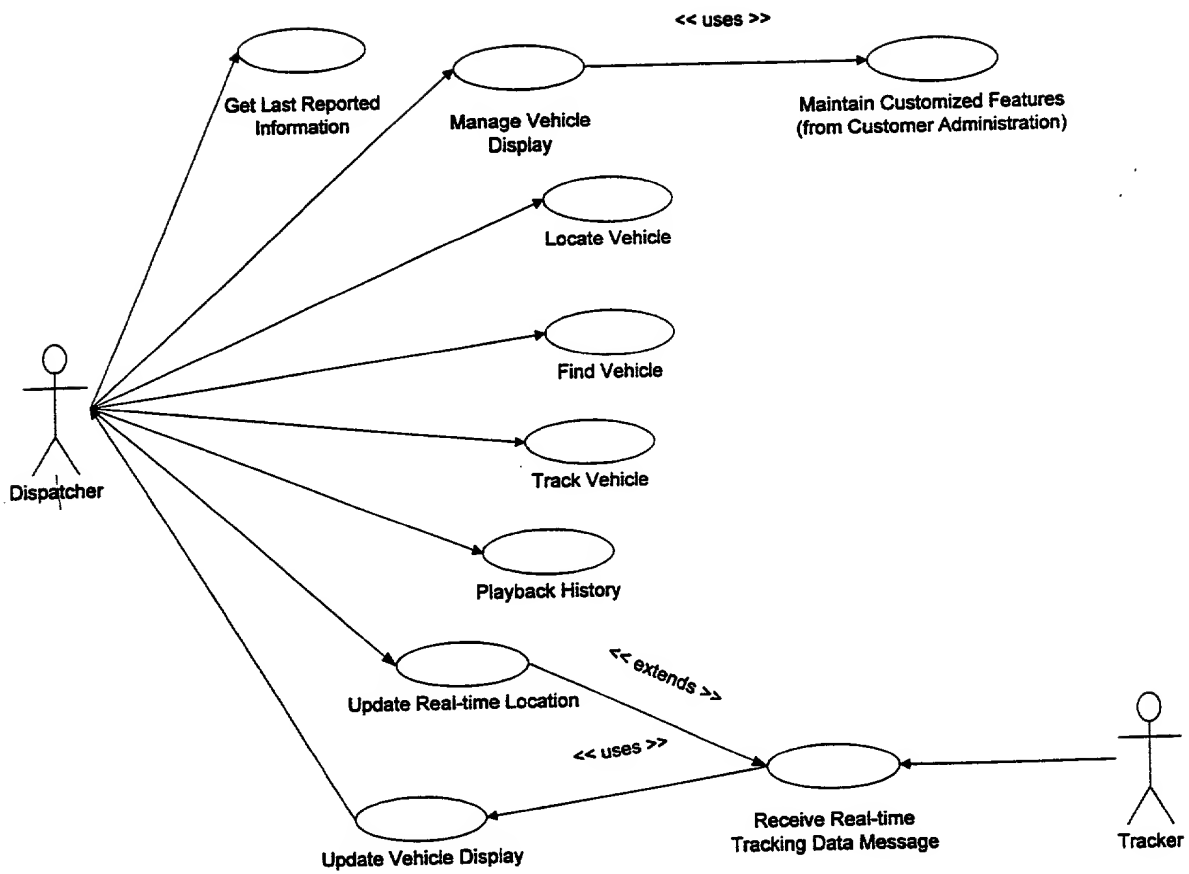 << uses >>
Get Last Reported
Information
Manage Vehicle
Display
Maintain Customized Features
(from Customer Administration)
Locate Vehicle
Find Vehicle
Track Vehicle
Dispatcher
Playback History
Update Real-time Location
<< extends >>
<< uses >>
Receive Real-time
Tracking Data Message
Tracker
Update Vehicle Display